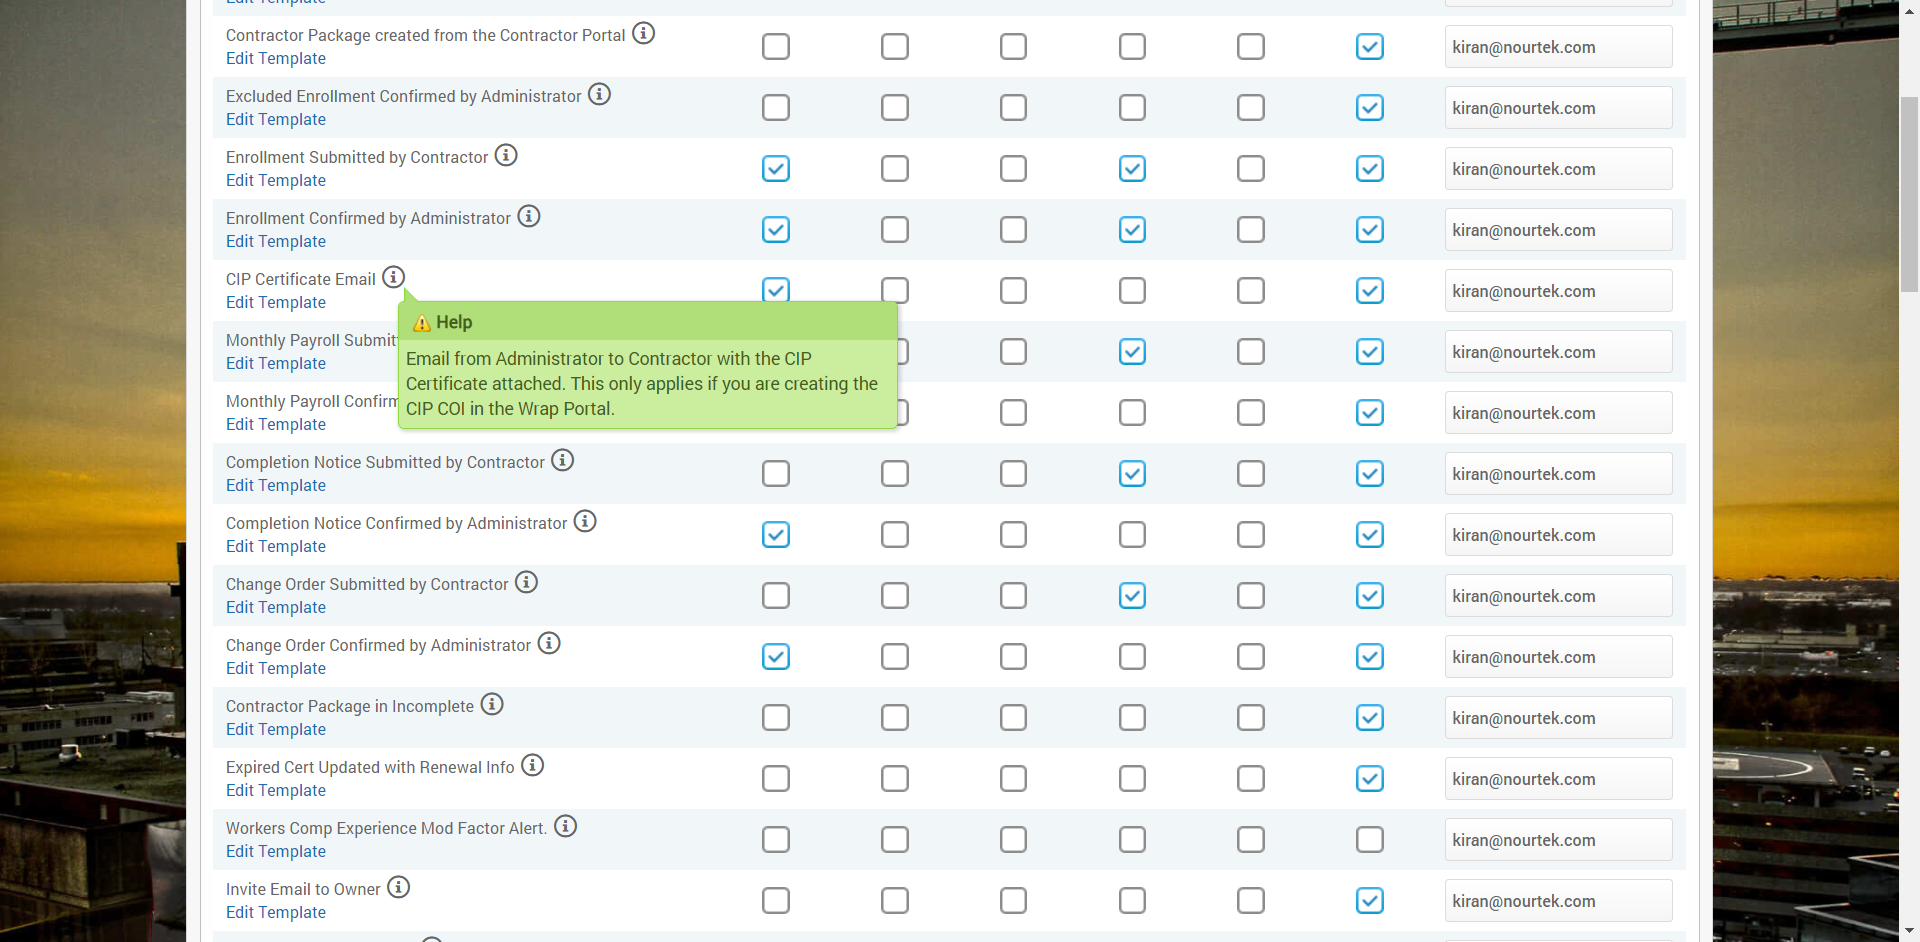 Edit Template
Contractor Package created from the Contractor Portal
Edit Template
kiran@nourtek.com
Excluded Enrollment Confirmed by Administrator
Edit Template
kiran@nourtek.com
Enrollment Submitted by Contractor
Edit Template
kiran@nourtek.com
Enrollment Confirmed by Administrator
Edit Template
kiran@nourtek.com
CIP Certificate Email
Edit Template
kiran@nourtek.com
Help
Email from Administrator to Contractor with the CIP
Certificate attached. This only applies if you are creating the
CIP COI in the Wrap Portal.
Monthly Payroll Submit
Edit Template
kiran@nourtek.com
Monthly Payroll Confirm
Edit Template
kiran@nourtek.com
Completion Notice Submitted by Contractor
Edit Template
kiran@nourtek.com
Completion Notice Confirmed by Administrator
Edit Template
kiran@nourtek.com
Change Order Submitted by Contractor
Edit Template
kiran@nourtek.com
Change Order Confirmed by Administrator
Edit Template
kiran@nourtek.com
Contractor Package in Incomplete
Edit Template
kiran@nourtek.com
Expired Cert Updated with Renewal Info
Edit Template
kiran@nourtek.com
Workers Comp Experience Mod Factor Alert.
Edit Template
kiran@nourtek.com
Invite Email to Owner
Edit Template
kiran@nourtek.com